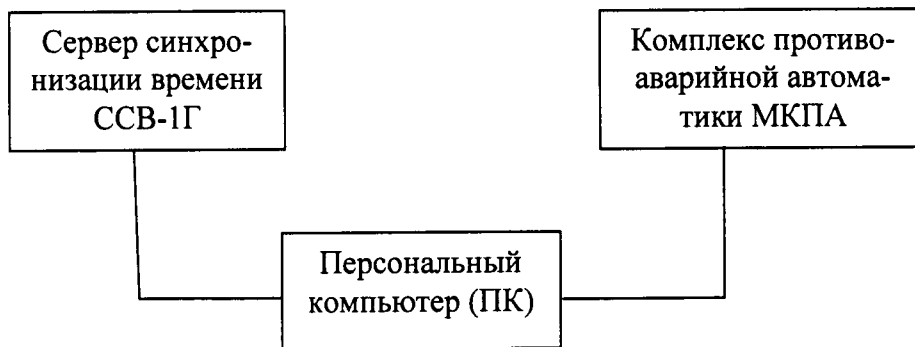 Сервер синхро-
низации времени
ССВ-1Г
Комплекс противо-
аварийной автома-
тики МКПА
Персональный
компьютер (ПК)